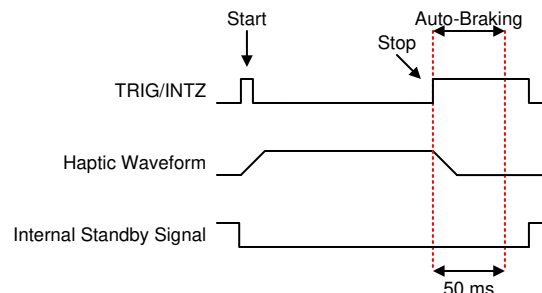 Start
Auto-Braking
Stop
TRIG/INTZ
Haptic Waveform
Internal Standby Signal
50 ms